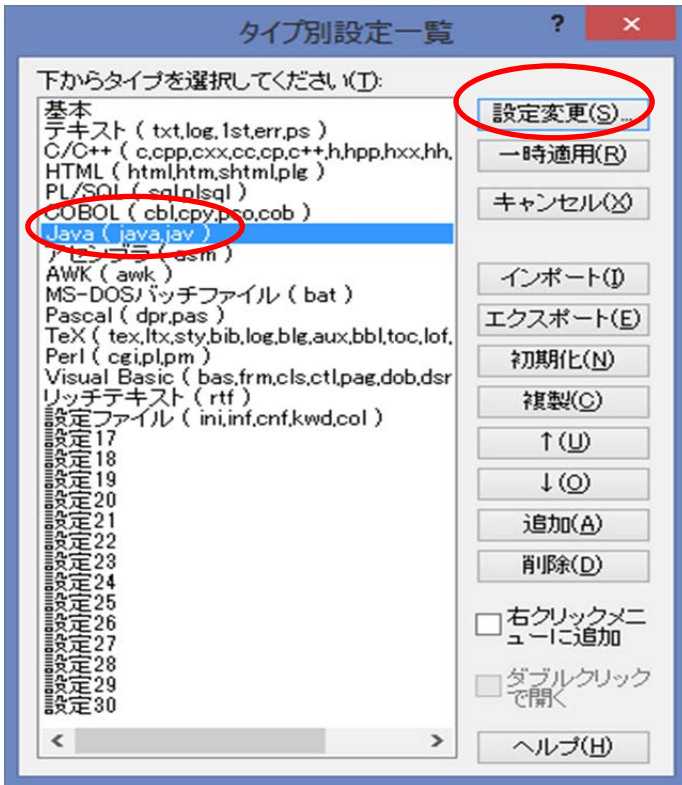 タイプ別設定一覧
?
×
下からタイプを選択してください(T):
基本
テキスト ( txt,log,1st,err,ps )
C/C++ ( c,cpp,cxx,cc,cp,c++,h,hpp,hxx,hh,
HTML ( html,htm,shtml,plg )
PL/SQL ( sql,plsql )
COBOL ( cbl,cpy,pco,cob )
Java ( java,jav )
アセンブラ ( asm )
AWK ( awk )
MS-DOSバッチファイル ( bat )
Pascal ( dpr,pas )
TeX ( tex,ltx,sty,bib,log,blg,aux,bbl,toc,lof,
Perl ( cgi,pl,pm )
Visual Basic ( bas,frm,cls,ctl,pag,dob,dsr
リッチテキスト ( rtf )
設定ファイル ( ini,inf,cnf,kwd,col )
設定17
設定18
設定19
設定20
設定21
設定22
設定23
設定24
設定25
設定26
設定27
設定28
設定29
設定30
設定変更(S)...
一時適用(R)
キャンセル(X)
インポート(I)
エクスポート(E)
初期化(N)
複製(C)
↑(U)
↓(O)
追加(A)
削除(D)
右クリックメニ
ューに追加
ダブルクリック
で開く
ヘルプ(H)